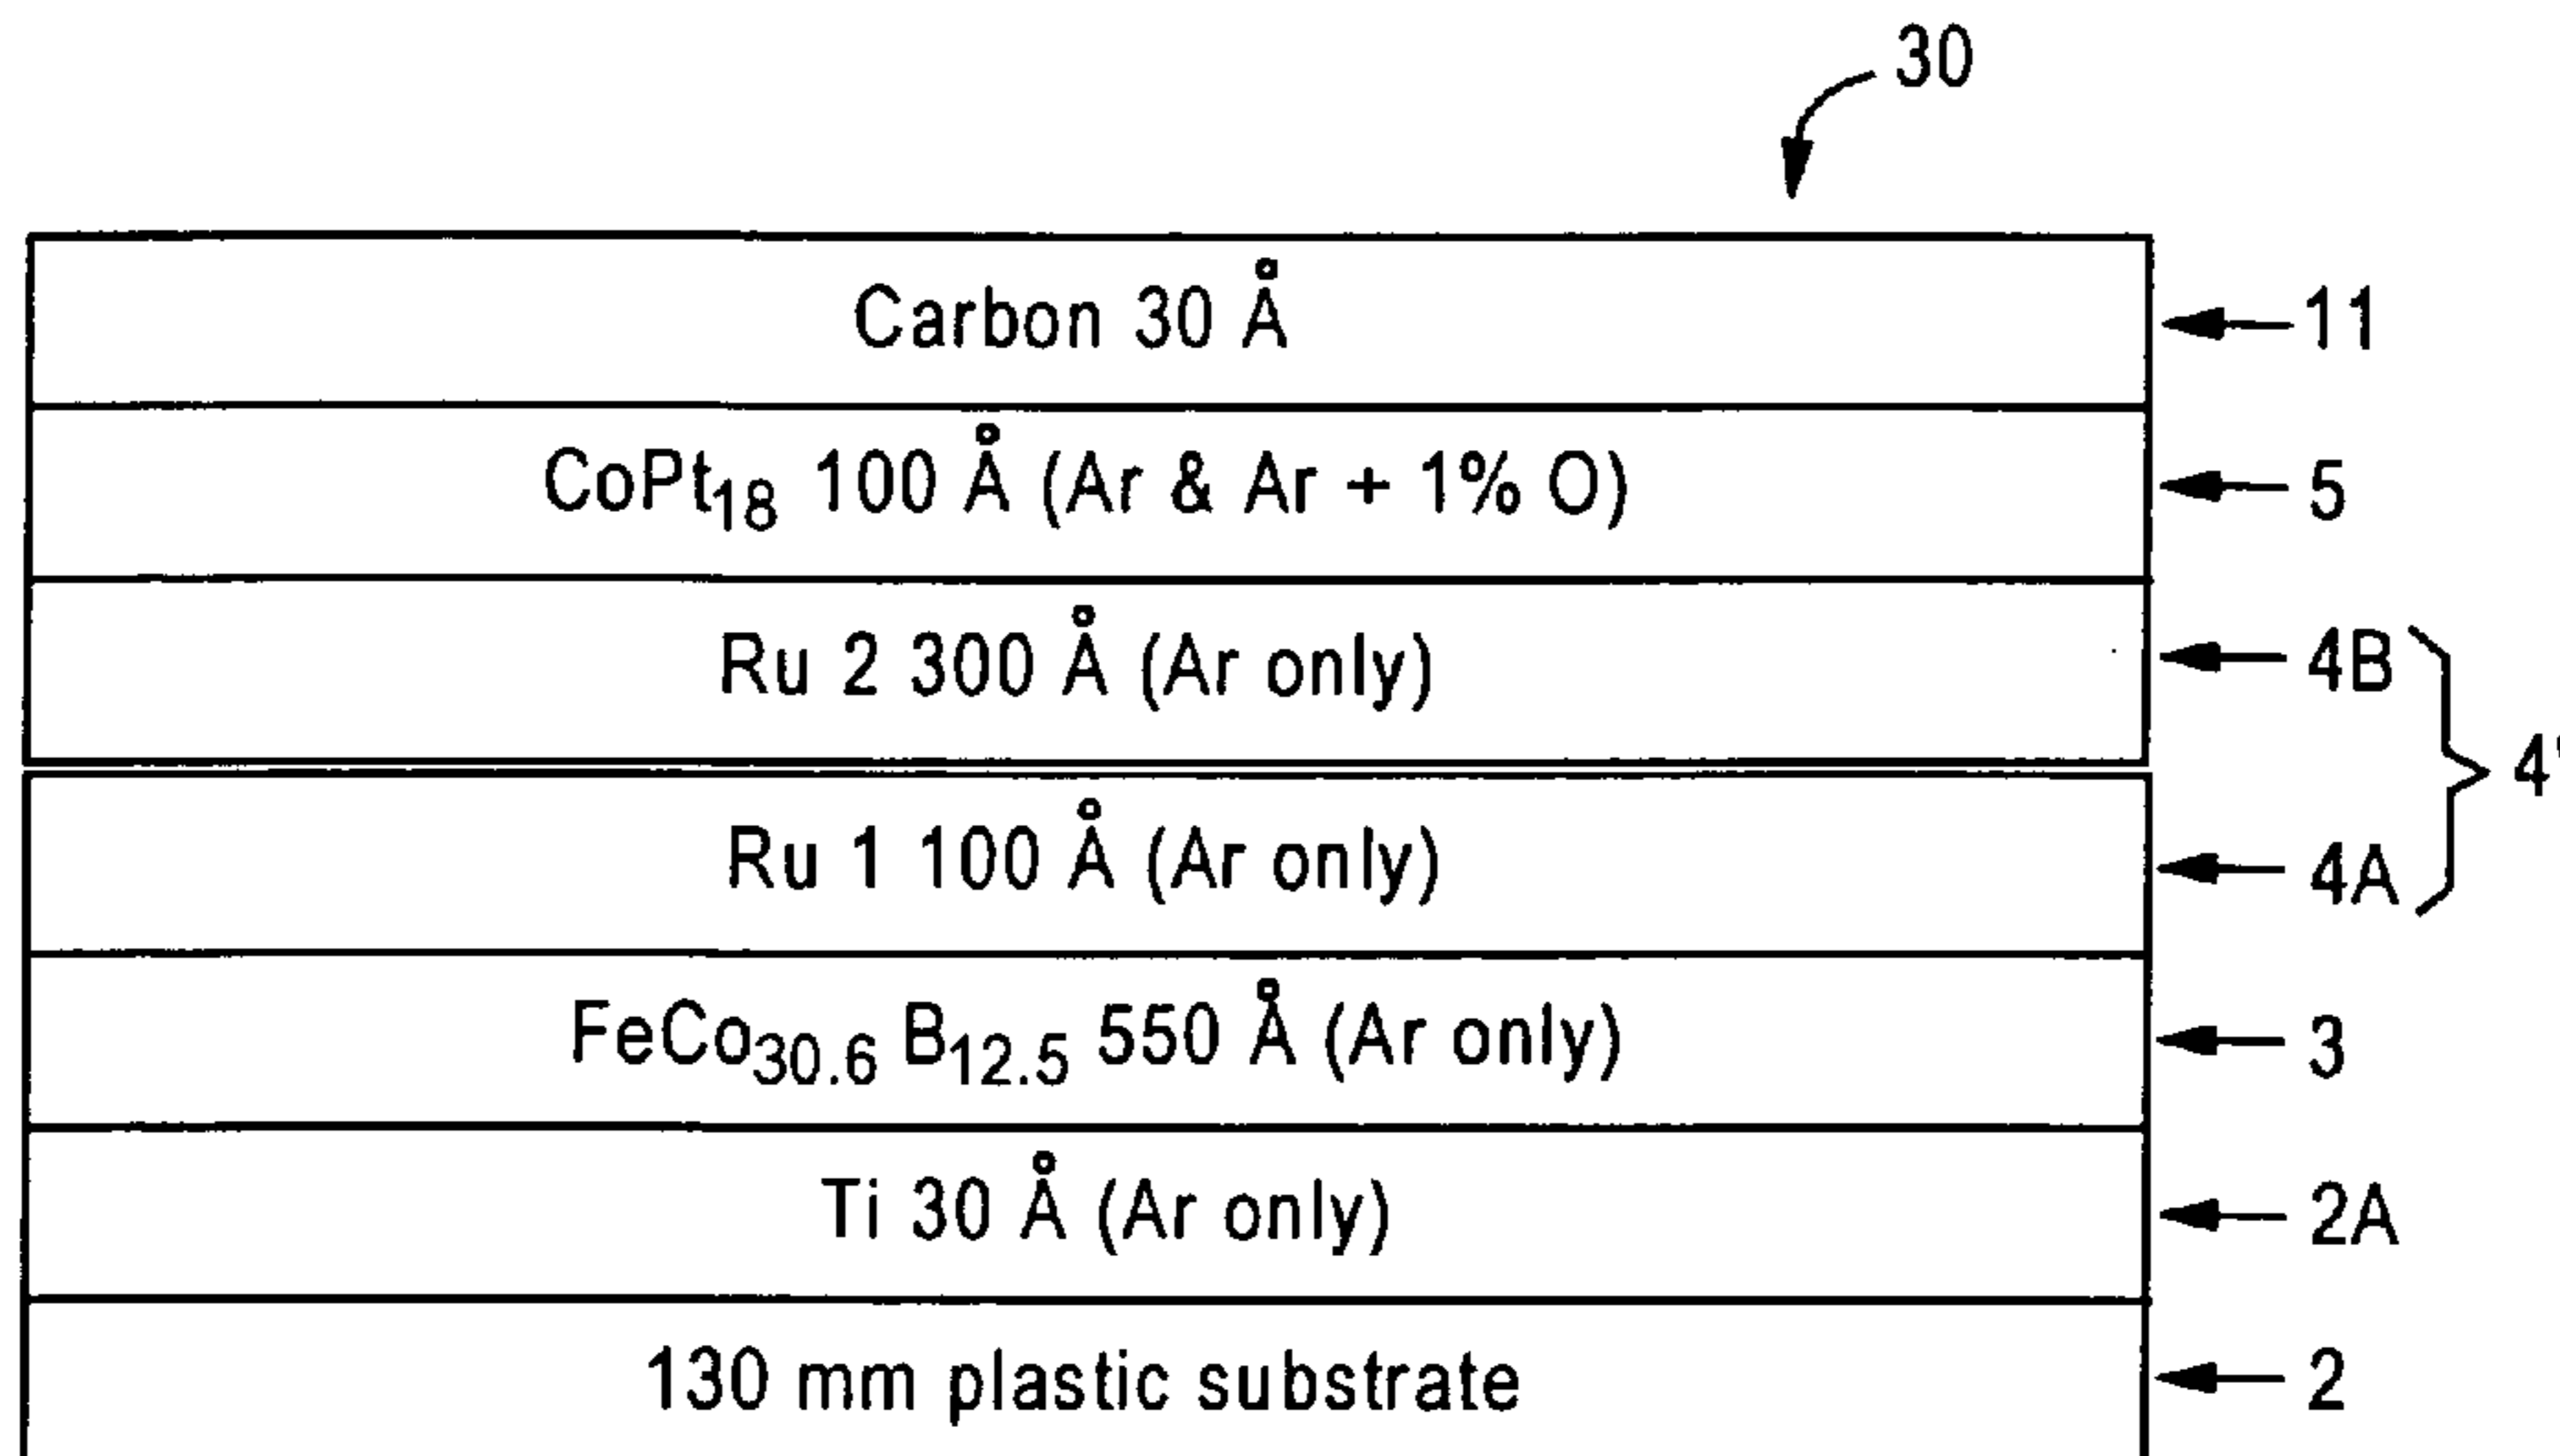 30
Carbon 30 Å 11
CoPt18 100 Å (Ar & Ar + 1% O) 5
Ru 2 300 Å (Ar only) 4B
4'
Ru 1 100 Å (Ar only) 4A
FeCo30.6 B12.5 550 Å (Ar only) 3
Ti 30 Å (Ar only) 2A
130 mm plastic substrate 2